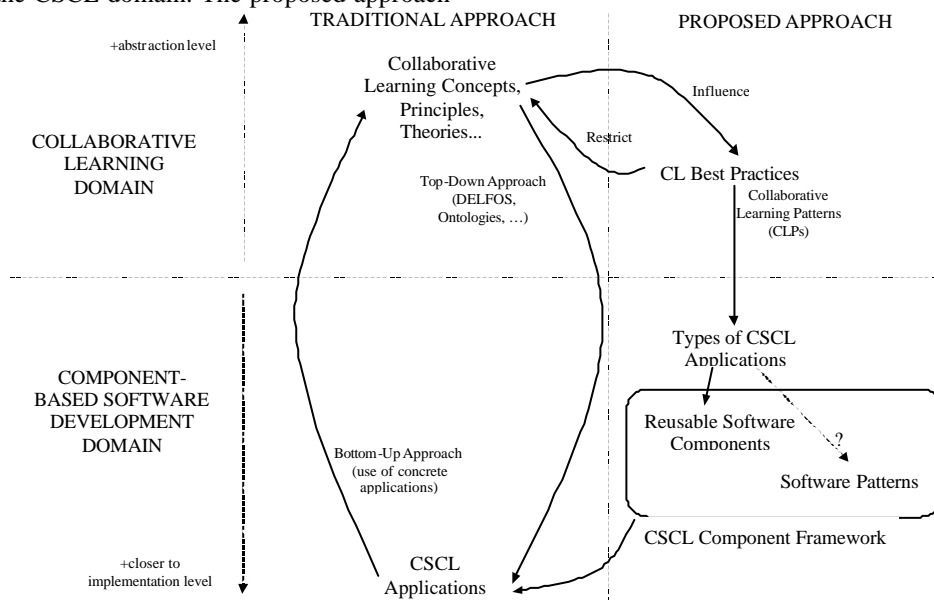 the CSCL domain. The proposed approach
TRADITIONAL APPROACH
PROPOSED APPROACH
+abstraction level
Collaborative
Learning Concepts,
Principles,
Theories...
Influence
Restrict
COLLABORATIVE
LEARNING
DOMAIN
CL Best Practices
Top-Down Approach
(DELFOS,
Ontologies, ...)
Collaborative
Learning Patterns
(CLPs)
Types of CSCL
Applications
COMPONENT-
BASED SOFTWARE
DEVELOPMENT
DOMAIN
Reusable Software
Components
?
Software Patterns
Bottom-Up Approach
(use of concrete
applications)
CSCL Component Framework
+closer to
implementation level
CSCL
Applications